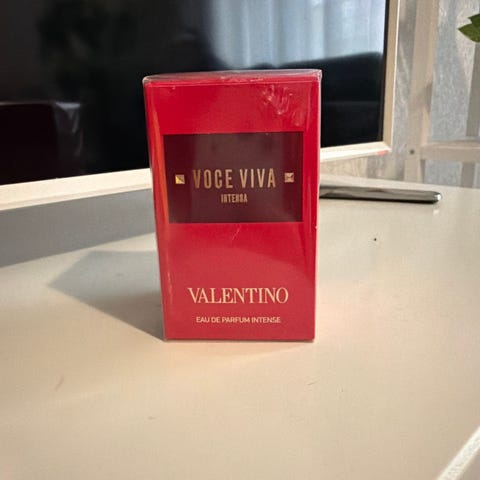 VOCE VIVA
INTENSA
VALENTINO
EAU DE PARFUM INTENSE